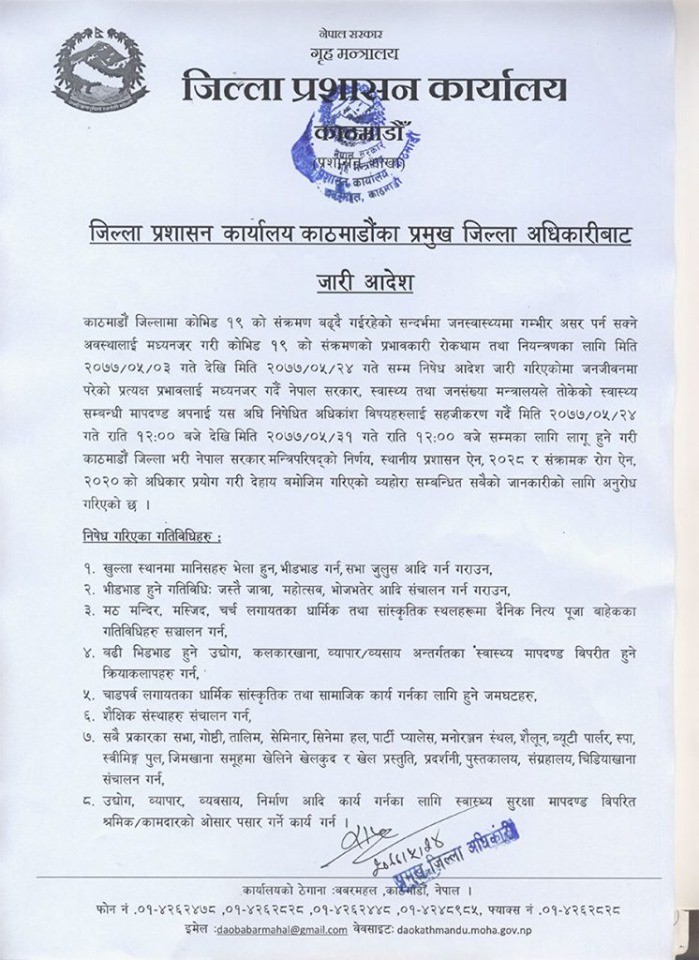 नेपाल सरकार
गृह मन्त्रालय
जिल्ला प्रशासन कार्यालय
काठमाडौँ
(प्रशासन शाखा)
नेपाल सरकार
गृह मन्त्रालय
प्रशासन कार्यालय
बबरमहल, काठमाडौं
जिल्ला प्रशासन कार्यालय काठमाडौंका प्रमुख जिल्ला अधिकारीबाट
जारी आदेश
काठमाडौं जिल्लामा कोभिड १९ को संक्रमण बढ्दै गईरहेको सन्दर्भमा जनस्वास्थ्यमा गम्भीर असर पर्न सक्ने
अवस्थालाई मध्यनजर गरी कोभिड १९ को संक्रमणको प्रभावकारी रोकथाम तथा नियन्त्रणका लागि मिति
२०७७/०५/०३ गते देखि मिति २०७७/०५/२४ गते सम्म निषेध आदेश जारी गरिएकोमा जनजीवनमा
परेको प्रत्यक्ष प्रभावलाई मध्यनजर गर्दै नेपाल सरकार, स्वास्थ्य तथा जनसंख्या मन्त्रालयले तोकेको स्वास्थ्य
सम्बन्धी मापदण्ड अपनाई यस अघि निषेधित अधिकांश विषयहरुलाई सहजीकरण गर्दै मिति २०७७/०५/२४
गते राति १२:०० बजे देखि मिति २०७७/०५/३१ गते राति १२:०० बजे सम्मका लागि लागू हुने गरी
काठमाडौं जिल्ला भरी नेपाल सरकार मन्त्रिपरिषद्को निर्णय, स्थानीय प्रशासन ऐन, २०२८ र संक्रामक रोग ऐन,
२०२० को अधिकार प्रयोग गरी देहाय बमोजिम गरिएको व्यहोरा सम्बन्धित सबैको जानकारीको लागि अनुरोध
गरिएको छ ।
निषेध गरिएका गतिविधिहरु :
१. खुल्ला स्थानमा मानिसहरु भेला हुन, भीडभाड गर्न, सभा जुलुस आदि गर्न गराउन,
२. भीडभाड हुने गतिविधिः जस्तै जात्रा, महोत्सब, भोजभतेर आदि संचालन गर्न गराउन,
३. मठ मन्दिर, मस्जिद, चर्च लगायतका धार्मिक तथा सांस्कृतिक स्थलहरूमा दैनिक नित्य पूजा बाहेकका
गतिविधिहरु सञ्चालन गर्न,
४. बढी भिडभाड हुने उद्योग, कलकारखाना, व्यापार/व्यसाय अन्तर्गतका स्वास्थ्य मापदण्ड विपरीत हुने
क्रियाकलापहरु गर्न,
५. चाडपर्व लगायतका धार्मिक सांस्कृतिक तथा सामाजिक कार्य गर्नका लागि हुने जमघटहरु,
६. शैक्षिक संस्थाहरु संचालन गर्न,
७. सबै प्रकारका सभा, गोष्ठी, तालिम, सेमिनार, सिनेमा हल, पार्टी प्यालेस, मनोरञ्जन स्थल, शैलून, ब्यूटी पार्लर, स्पा,
स्वीमिङ्ग पुल, जिमखाना समूहमा खेलिने खेलकुद र खेल प्रस्तुति, प्रदर्शनी, पुस्तकालय, संग्रहालय, चिडियाखाना
संचालन गर्न,
८. उद्योग, व्यापार, व्यवसाय, निर्माण आदि कार्य गर्नका लागि स्वास्थ्य सुरक्षा मापदण्ड विपरित
श्रमिक/कामदारको ओसार पसार गर्ने कार्य गर्न ।
२०७७/५/२४
प्रमुख जिल्ला अधिकारी
कार्यालयको ठेगाना :बबरमहल ,काठमाडौं, नेपाल ।
फोन नं .०१-४२६२४७८ ,०१-४२६२८२८ ,०१-४२६२४४८ ,०१-४२४८९८५, फ्याक्स नं .०१-४२६२८२८
इमेल :daobabarmahal@gmail.com वेबसाइट: daokathmandu.moha.gov.np